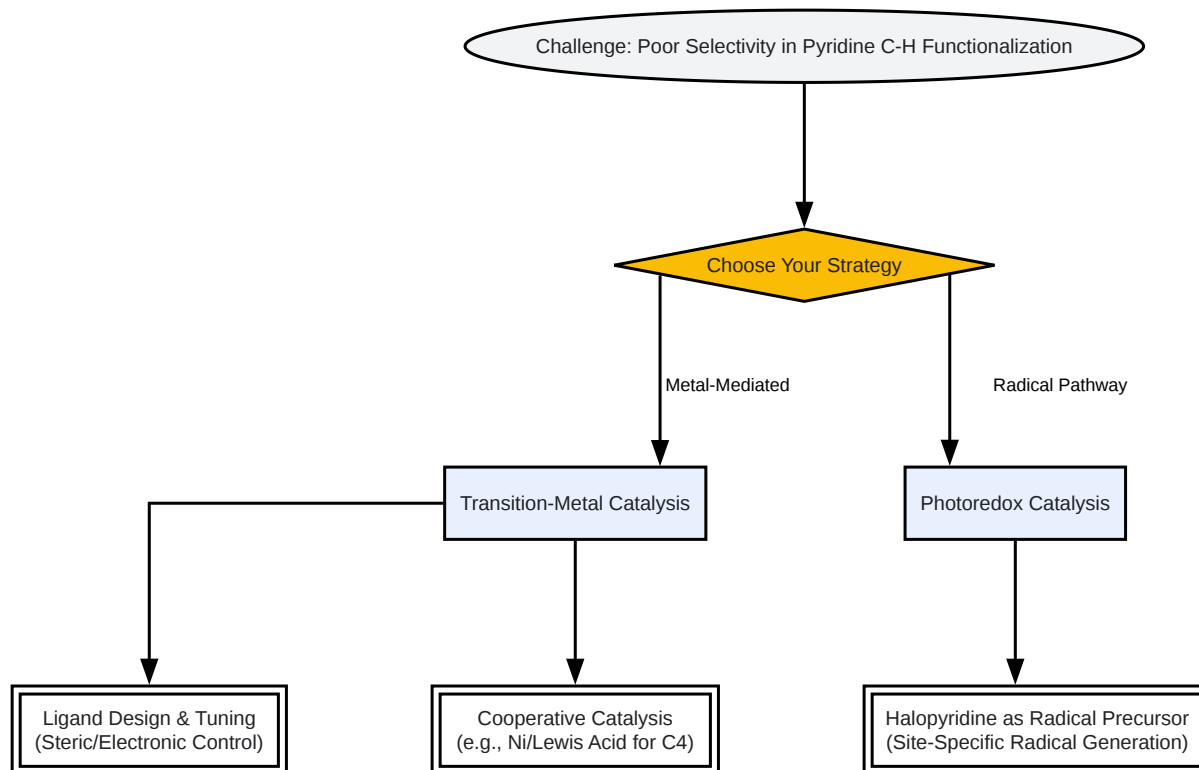 Challenge: Poor Selectivity in Pyridine C-H Functionalization
Choose Your Strategy
Metal-Mediated
Radical Pathway
Transition-Metal Catalysis
Photoredox Catalysis
Ligand Design & Tuning
(Steric/Electronic Control)
Cooperative Catalysis
(e.g., Ni/Lewis Acid for C4)
Halopyridine as Radical Precursor
(Site-Specific Radical Generation)